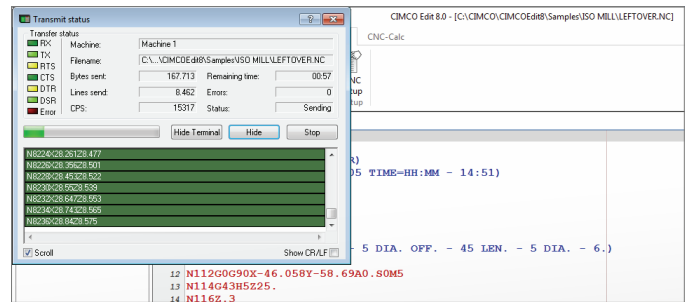 Transmit status
CIMCO Edit 8.0 - [C:\CIMCO\CIMCOEdit8\Samples\ISO MILL\LEFTOVER.NC]
CNC-Calc
Transfer status
RX
TX
RTS
CTS
DTR
DSR
Error
Machine: Machine 1
Filename: C:\...\CIMCOEdit8\Samples\ISO MILL\LEFTOVER.NC
Bytes sent: 167.713 Remaining time: 00:57
Lines send: 8.462 Errors: 0
CPS: 15317 Status: Sending
Hide Terminal Hide Stop
N8224X28.261Z8.477
N8226X28.356Z8.501
N8228X28.453Z8.522
N8230X28.55Z8.539
N8232X28.647Z8.553
N8234X28.743Z8.565
N8236X28.84Z8.575
Scroll Show CR/LF
NC
tup
tup
R)
05 TIME=HH:MM - 14:51)
- 5 DIA. OFF. - 45 LEN. - 5 DIA. - 6.)
12 N112G0G90X-46.058Y-58.69A0.S0M5
13 N114G43H5Z25.
14 N116Z.3